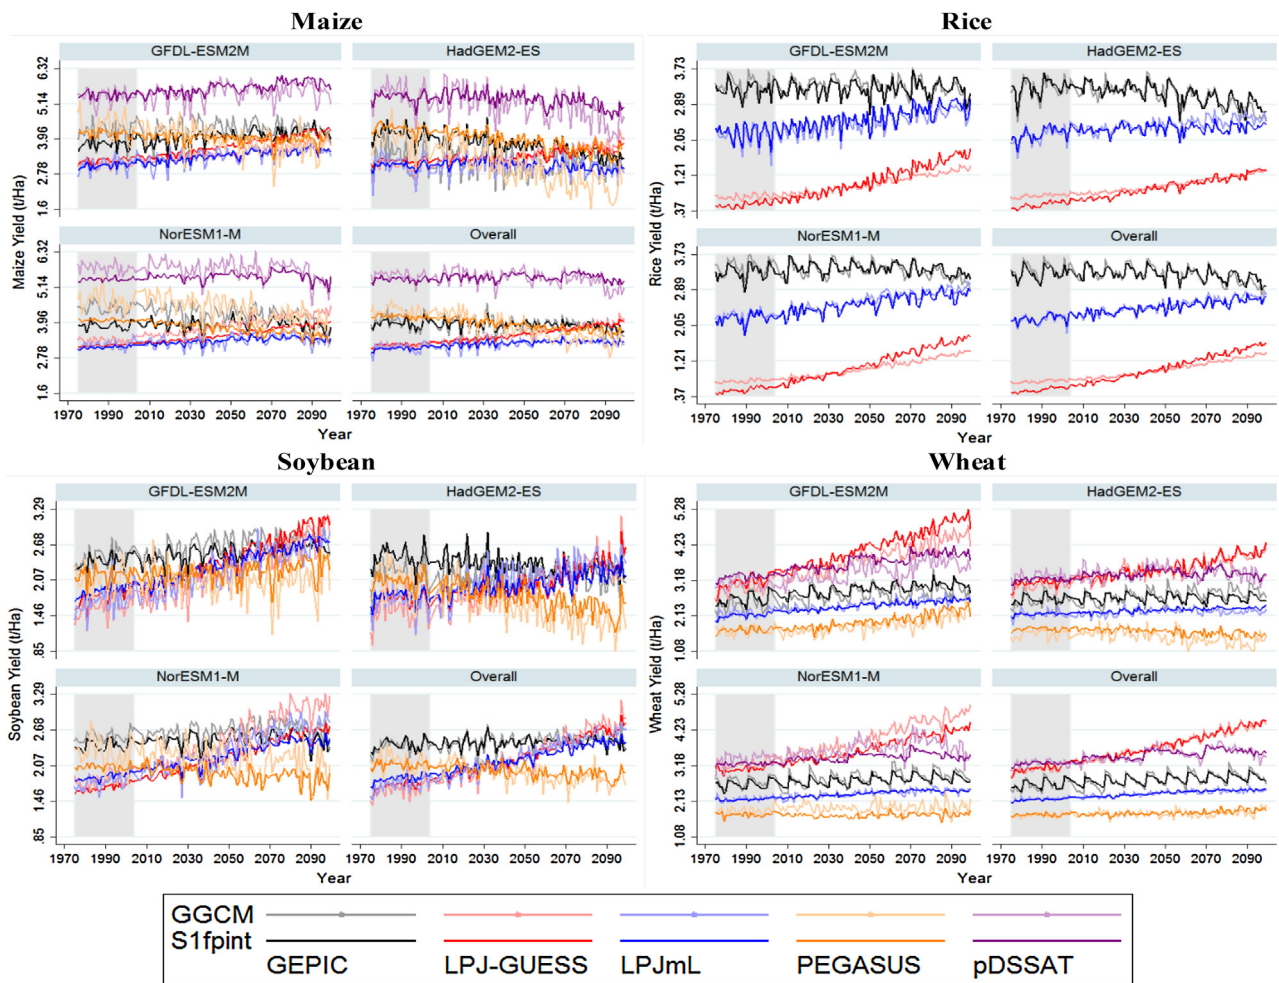 Maize
Rice
GFDL-ESM2M
HadGEM2-ES
6.32
5.14
3.96
2.78
1.6
NorESM1-M
Overall
6.32
5.14
3.96
2.78
1.6
Maize Yield (t/Ha)
1970 1990 2010 2030 2050 2070 2090
1970 1990 2010 2030 2050 2070 2090
Year
GFDL-ESM2M
HadGEM2-ES
3.73
2.89
2.05
1.21
.37
NorESM1-M
Overall
3.73
2.89
2.05
1.21
.37
Rice Yield (t/Ha)
1970 1990 2010 2030 2050 2070 2090
1970 1990 2010 2030 2050 2070 2090
Year
Soybean
Wheat
GFDL-ESM2M
HadGEM2-ES
3.29
2.68
2.07
1.46
.85
NorESM1-M
Overall
3.29
2.68
2.07
1.46
.85
Soybean Yield (t/Ha)
1970 1990 2010 2030 2050 2070 2090
1970 1990 2010 2030 2050 2070 2090
Year
GFDL-ESM2M
HadGEM2-ES
5.28
4.23
3.18
2.13
1.08
NorESM1-M
Overall
5.28
4.23
3.18
2.13
1.08
Wheat Yield (t/Ha)
1970 1990 2010 2030 2050 2070 2090
1970 1990 2010 2030 2050 2070 2090
Year
GGCM
S1fpint
GEPIC LPJ-GUESS LPJmL PEGASUS pDSSAT